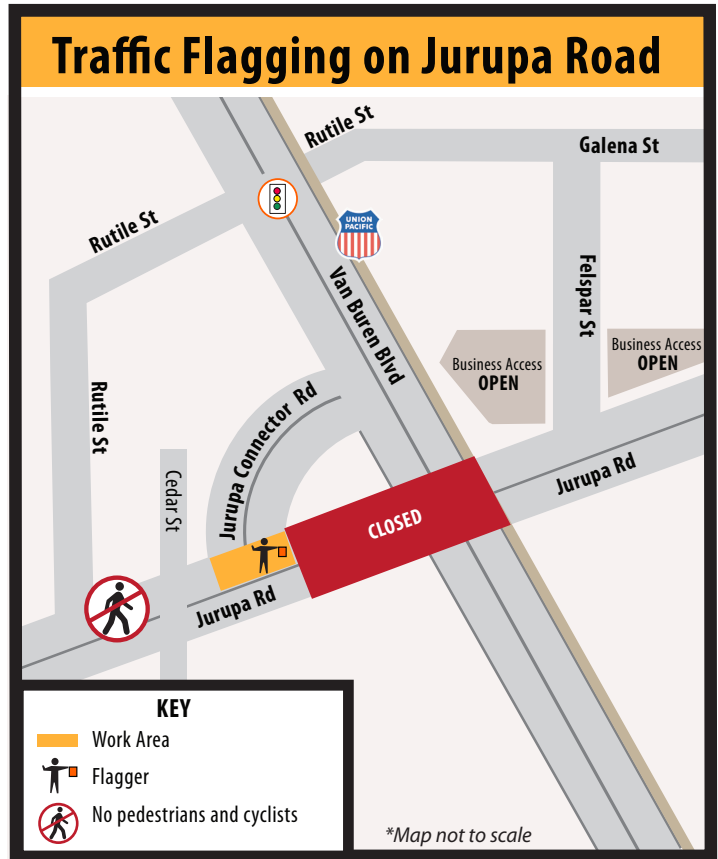 Traffic Flagging on Jurupa Road
Rutile St
Galena St
Rutile St
UNION
PACIFIC
Van Buren Blvd
Felspar St
Business Access
OPEN
Business Access
OPEN
Rutile St
Jurupa Connector Rd
Cedar St
Jurupa Rd
CLOSED
Jurupa Rd
KEY
Work Area
Flagger
No pedestrians and cyclists
*Map not to scale